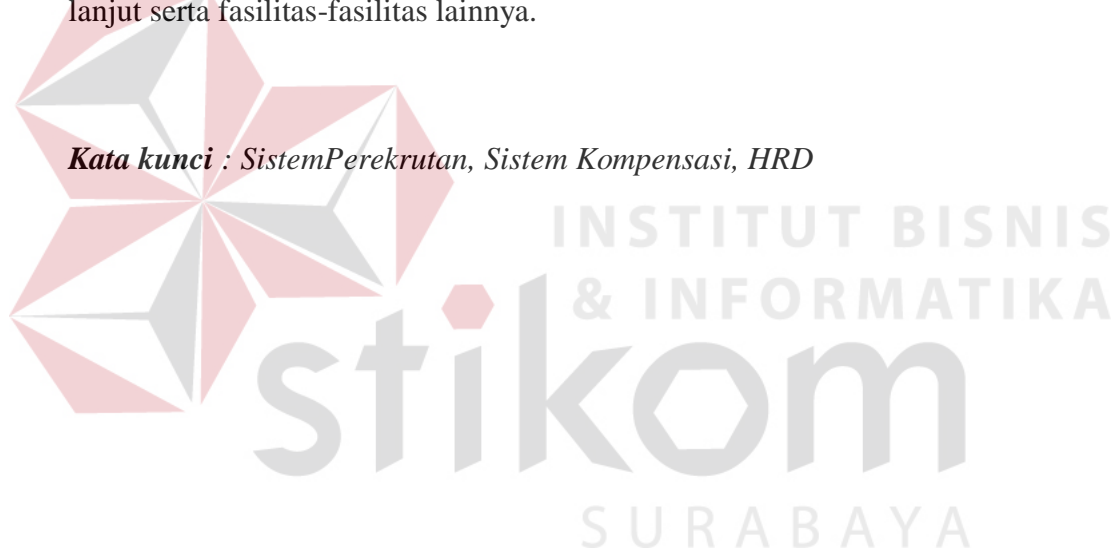 lanjut serta fasilitas-fasilitas lainnya.
Kata kunci : SistemPerekrutan, Sistem Kompensasi, HRD
INSTITUT BISNIS
& INFORMATIKA
stikom
SURABAYA